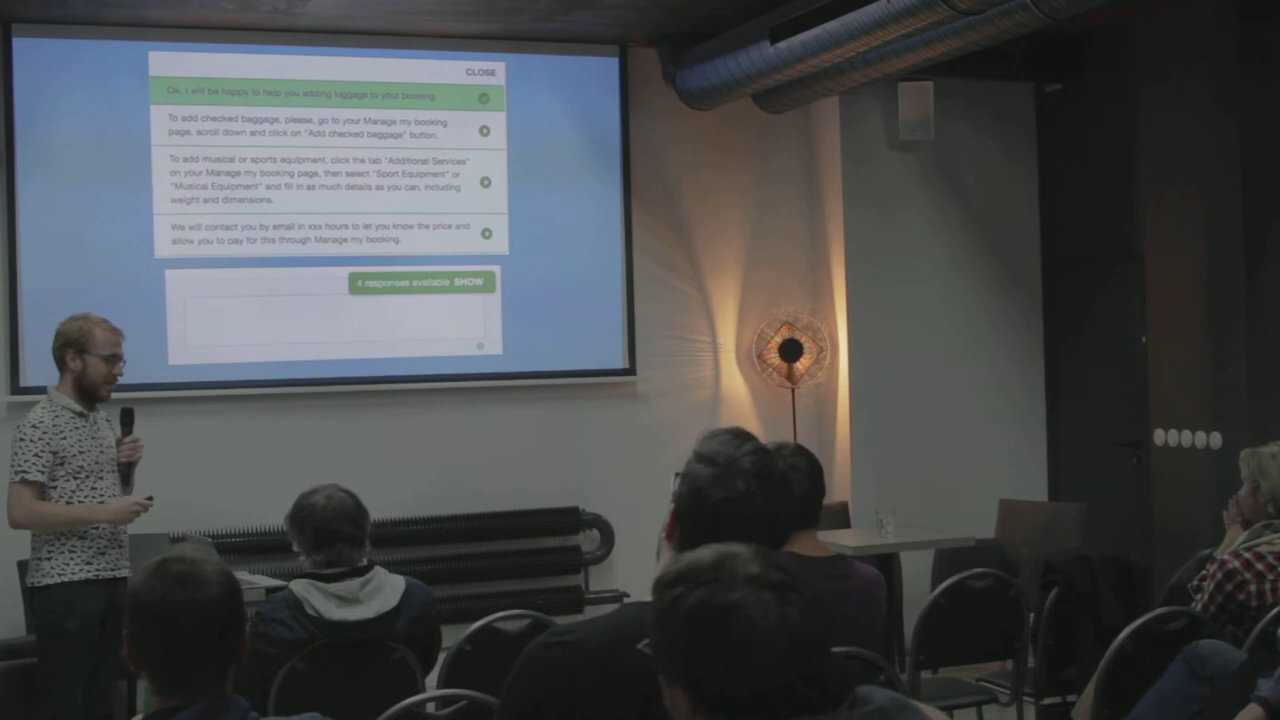 CLOSE
Ok, I will be happy to help you adding luggage to your booking.
To add checked baggage, please, go to your Manage my booking
page, scroll down and click on "Add checked baggage" button.
To add musical or sports equipment, click the tab "Additional Services"
on your Manage my booking page, then select "Sport Equipment" or
"Musical Equipment" and fill in as much details as you can, including
weight and dimensions.
We will contact you by email in xxx hours to let you know the price and
allow you to pay for this through Manage my booking.
4 responses available SHOW